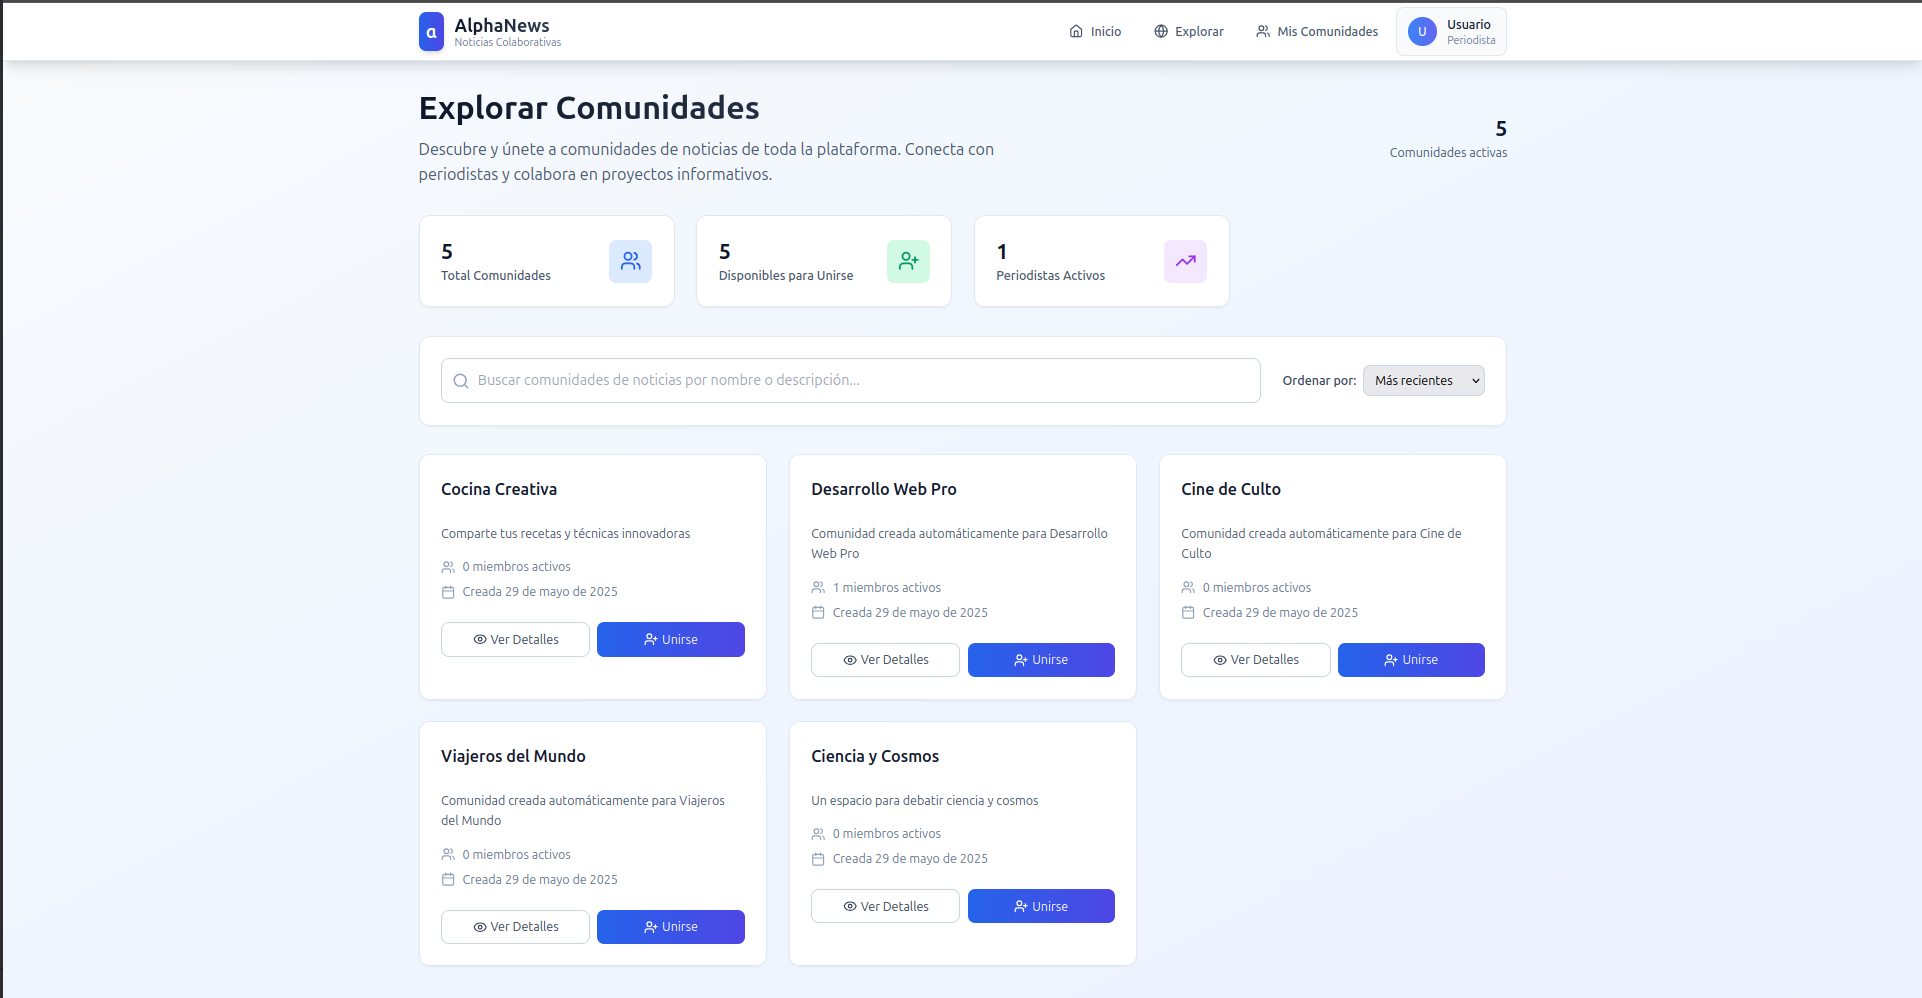 α
AlphaNews
Noticias Colaborativas
Inicio
Explorar
Mis Comunidades
U
Usuario
Periodista
Explorar Comunidades
Descubre y únete a comunidades de noticias de toda la plataforma. Conecta con
periodistas y colabora en proyectos informativos.
5
Comunidades activas
5
Total Comunidades
5
Disponibles para Unirse
1
Periodistas Activos
Buscar comunidades de noticias por nombre o descripción...
Ordenar por:
Más recientes
Cocina Creativa
Comparte tus recetas y técnicas innovadoras
0 miembros activos
Creada 29 de mayo de 2025
Ver Detalles
Unirse
Desarrollo Web Pro
Comunidad creada automáticamente para Desarrollo
Web Pro
1 miembros activos
Creada 29 de mayo de 2025
Ver Detalles
Unirse
Cine de Culto
Comunidad creada automáticamente para Cine de
Culto
0 miembros activos
Creada 29 de mayo de 2025
Ver Detalles
Unirse
Viajeros del Mundo
Comunidad creada automáticamente para Viajeros
del Mundo
0 miembros activos
Creada 29 de mayo de 2025
Ver Detalles
Unirse
Ciencia y Cosmos
Un espacio para debatir ciencia y cosmos
0 miembros activos
Creada 29 de mayo de 2025
Ver Detalles
Unirse